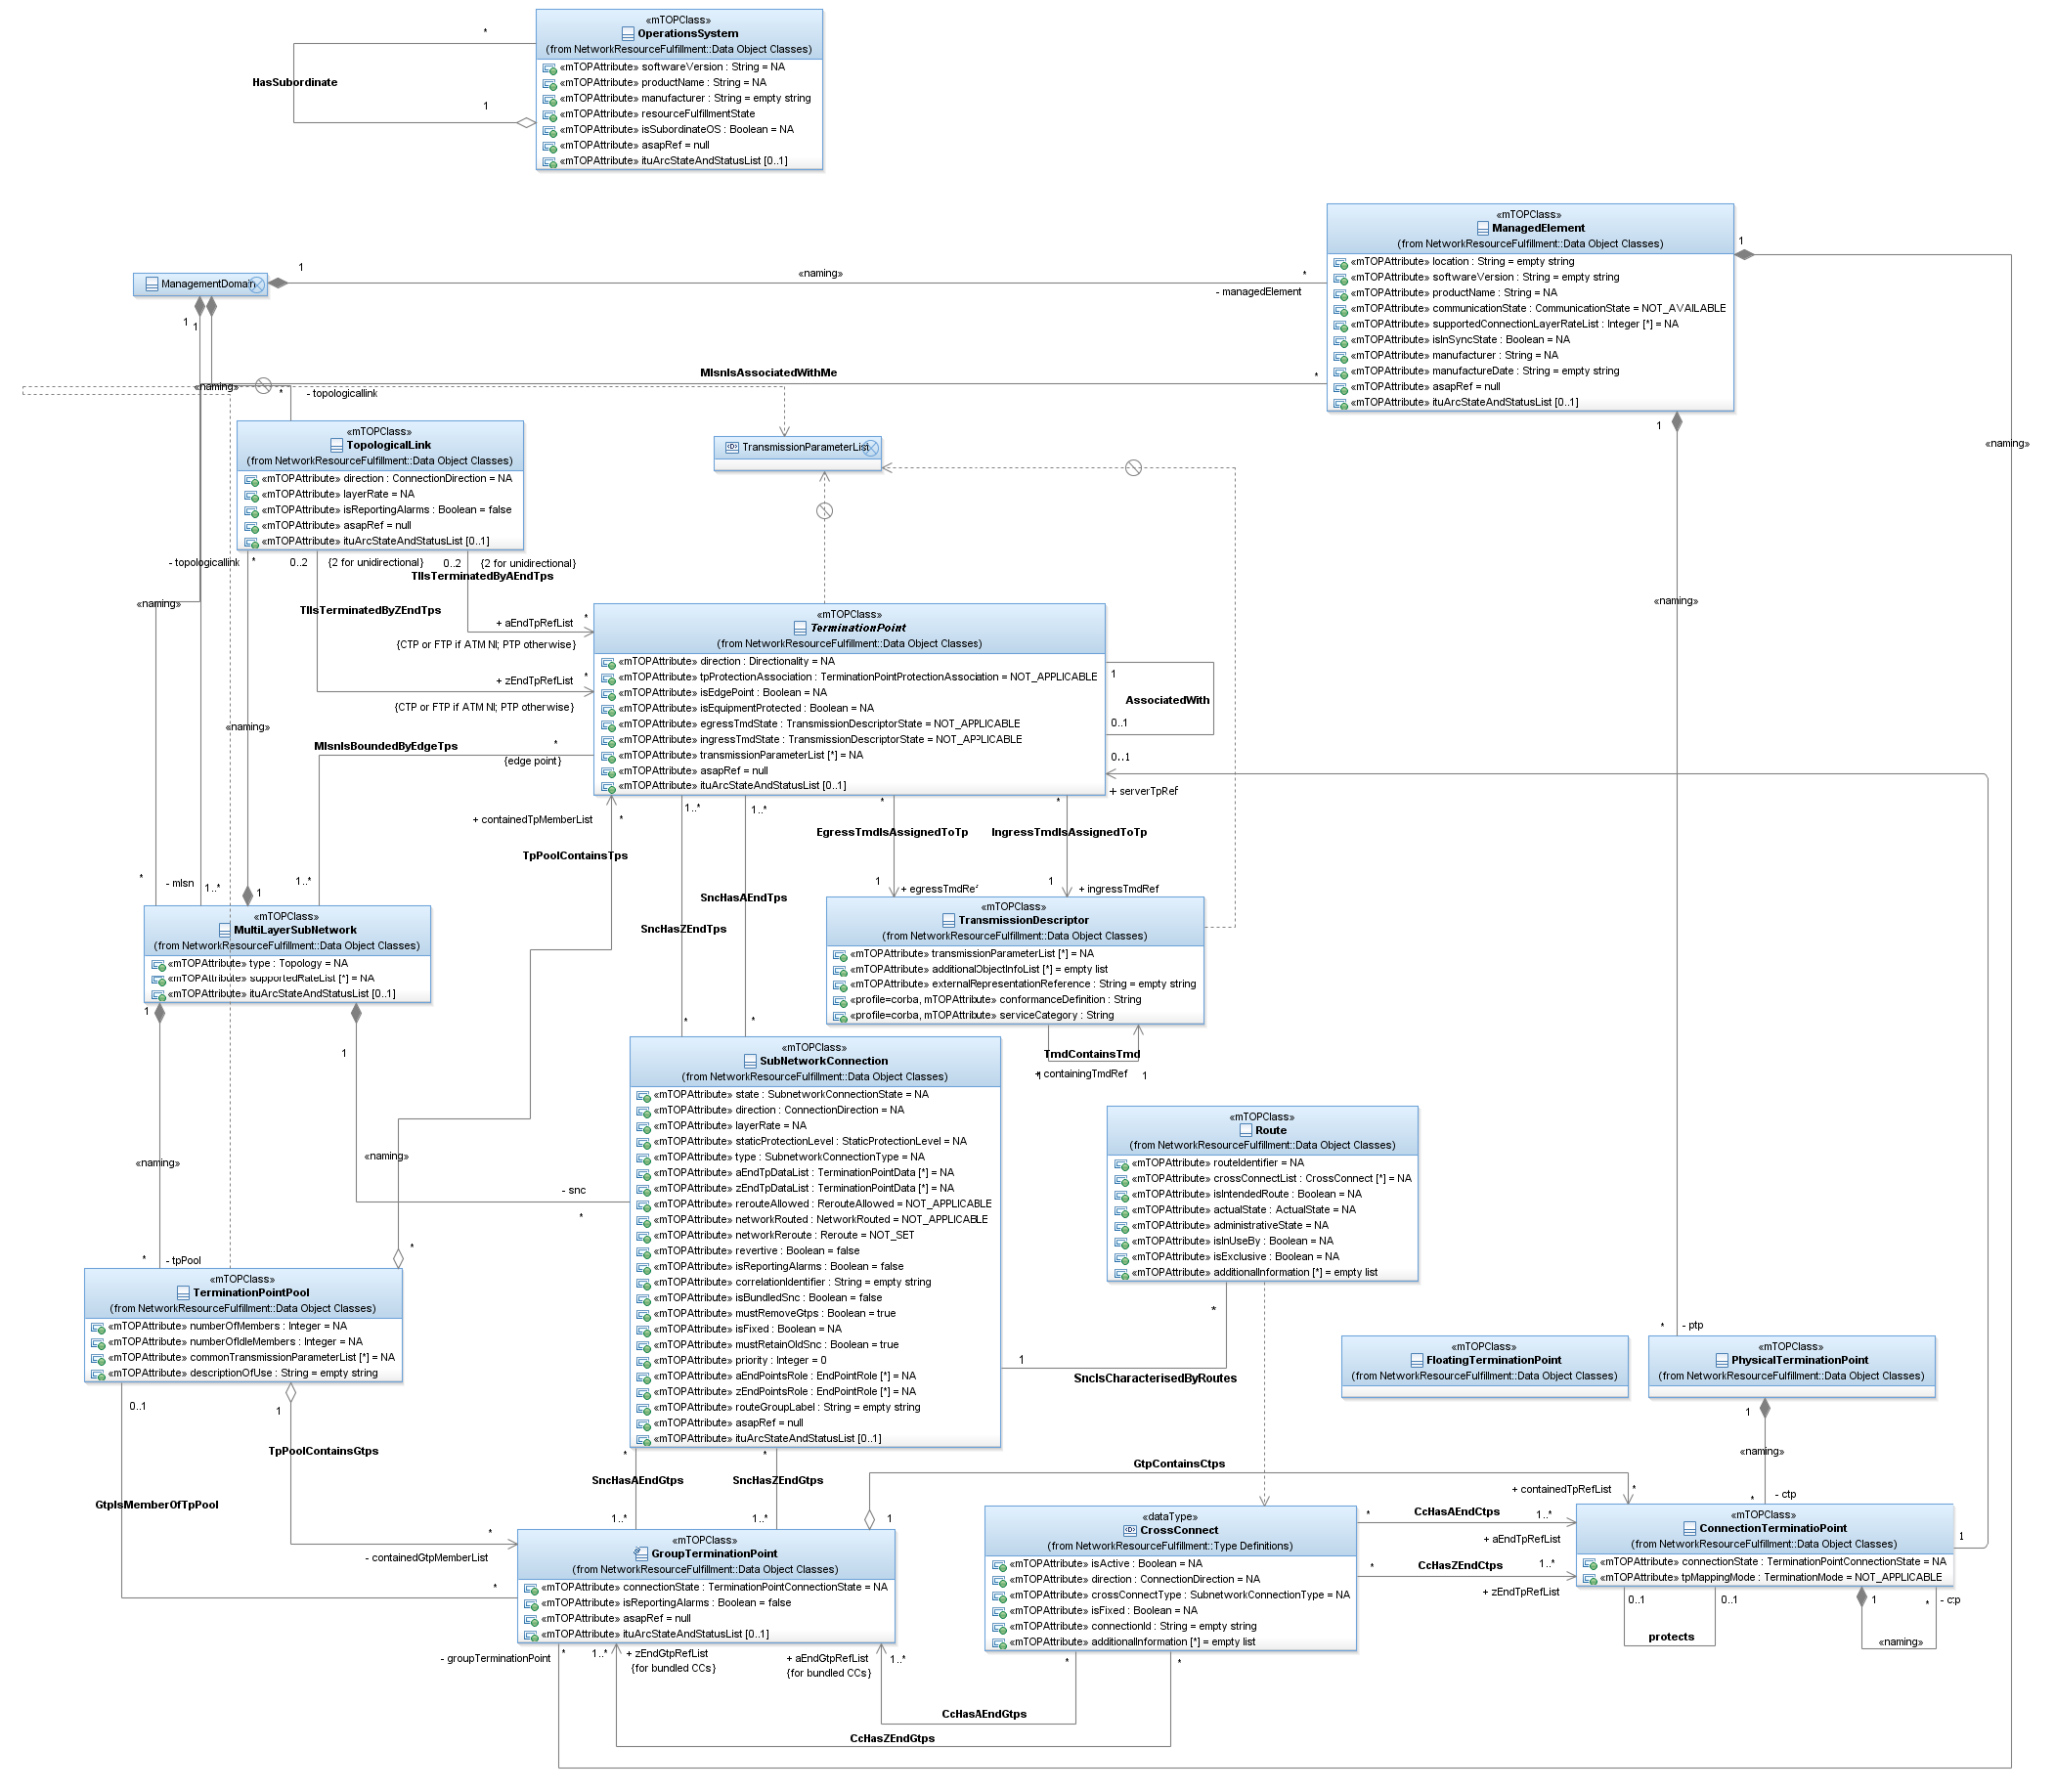 «mTOPClass»
OperationsSystem
(from NetworkResourceFulfillment::Data Object Classes)
«mTOPAttribute» softwareVersion : String = NA
«mTOPAttribute» productName : String = NA
«mTOPAttribute» manufacturer : String = empty string
«mTOPAttribute» resourceFulfillmentState
«mTOPAttribute» isSubordinateOS : Boolean = NA
«mTOPAttribute» asapRef = null
«mTOPAttribute» ituArcStateAndStatusList [0..1]
*
HasSubordinate
1
«mTOPClass»
ManagedElement
(from NetworkResourceFulfillment::Data Object Classes)
«mTOPAttribute» location : String = empty string
«mTOPAttribute» softwareVersion : String = empty string
«mTOPAttribute» productName : String = NA
«mTOPAttribute» communicationState : CommunicationState = NOT_AVAILABLE
«mTOPAttribute» supportedConnectionLayerRateList : Integer [*] = NA
«mTOPAttribute» isInSyncState : Boolean = NA
«mTOPAttribute» manufacturer : String = NA
«mTOPAttribute» manufactureDate : String = empty string
«mTOPAttribute» asapRef = null
«mTOPAttribute» ituArcStateAndStatusList [0..1]
1
«naming»
ManagementDomain
1
«naming»
*
- managedElement
1
1
MlsnIsAssociatedWithMe
*
«naming»
*
- topologicallink
1
«naming»
«mTOPClass»
TopologicalLink
(from NetworkResourceFulfillment::Data Object Classes)
«mTOPAttribute» direction : ConnectionDirection = NA
«mTOPAttribute» layerRate = NA
«mTOPAttribute» isReportingAlarms : Boolean = false
«mTOPAttribute» asapRef = null
«mTOPAttribute» ituArcStateAndStatusList [0..1]
TransmissionParameterList
- topologicallink
*
0..2
{2 for unidirectional}
0..2
{2 for unidirectional}
TlIsTerminatedByAEndTps
«naming»
TlIsTerminatedByZEndTps
+ aEndTpRefList
*
{CTP or FTP if ATM NI; PTP otherwise}
+ zEndTpRefList
*
{CTP or FTP if ATM NI; PTP otherwise}
«naming»
MlsnIsBoundedByEdgeTps
*
{edge point}
«mTOPClass»
TerminationPoint
(from NetworkResourceFulfillment::Data Object Classes)
«mTOPAttribute» direction : Directionality = NA
«mTOPAttribute» tpProtectionAssociation : TerminationPointProtectionAssociation = NOT_APPLICABLE
«mTOPAttribute» isEdgePoint : Boolean = NA
«mTOPAttribute» isEquipmentProtected : Boolean = NA
«mTOPAttribute» egressTmdState : TransmissionDescriptorState = NOT_APPLICABLE
«mTOPAttribute» ingressTmdState : TransmissionDescriptorState = NOT_APPLICABLE
«mTOPAttribute» transmissionParameterList [*] = NA
«mTOPAttribute» asapRef = null
«mTOPAttribute» ituArcStateAndStatusList [0..1]
1
AssociatedWith
0..1
0..1
+ serverTpRef
+ containedTpMemberList
*
TpPoolContainsTps
1..*
1..*
*
*
EgressTmdIsAssignedToTp
IngressTmdIsAssignedToTp
SncHasAEndTps
SncHasZEndTps
1
+ egressTmdRef
1
+ ingressTmdRef
*
- mlsn
1..*
1
1..*
«mTOPClass»
MultiLayerSubNetwork
(from NetworkResourceFulfillment::Data Object Classes)
«mTOPAttribute» type : Topology = NA
«mTOPAttribute» supportedRateList [*] = NA
«mTOPAttribute» ituArcStateAndStatusList [0..1]
«mTOPClass»
TransmissionDescriptor
(from NetworkResourceFulfillment::Data Object Classes)
«mTOPAttribute» transmissionParameterList [*] = NA
«mTOPAttribute» additionalObjectInfoList [*] = empty list
«mTOPAttribute» externalRepresentationReference : String = empty string
«profile=corba, mTOPAttribute» conformanceDefinition : String
«profile=corba, mTOPAttribute» serviceCategory : String
TmdContainsTmd
+ containingTmdRef
1
1
1
*
*
«mTOPClass»
SubNetworkConnection
(from NetworkResourceFulfillment::Data Object Classes)
«mTOPAttribute» state : SubnetworkConnectionState = NA
«mTOPAttribute» direction : ConnectionDirection = NA
«mTOPAttribute» layerRate = NA
«mTOPAttribute» staticProtectionLevel : StaticProtectionLevel = NA
«mTOPAttribute» type : SubnetworkConnectionType = NA
«mTOPAttribute» aEndTpDataList : TerminationPointData [*] = NA
«mTOPAttribute» zEndTpDataList : TerminationPointData [*] = NA
«mTOPAttribute» rerouteAllowed : RerouteAllowed = NOT_APPLICABLE
«mTOPAttribute» networkRouted : NetworkRouted = NOT_APPLICABLE
«mTOPAttribute» networkReroute : Reroute = NOT_SET
«mTOPAttribute» revertive : Boolean = false
«mTOPAttribute» isReportingAlarms : Boolean = false
«mTOPAttribute» correlationIdentifier : String = empty string
«mTOPAttribute» isBundledSnc : Boolean = false
«mTOPAttribute» mustRemoveGtps : Boolean = true
«mTOPAttribute» isFixed : Boolean = NA
«mTOPAttribute» mustRetainOldSnc : Boolean = true
«mTOPAttribute» priority : Integer = 0
«mTOPAttribute» aEndPointsRole : EndPointRole [*] = NA
«mTOPAttribute» zEndPointsRole : EndPointRole [*] = NA
«mTOPAttribute» routeGroupLabel : String = empty string
«mTOPAttribute» asapRef = null
«mTOPAttribute» ituArcStateAndStatusList [0..1]
«naming»
«naming»
- snc
*
*
- tpPool
*
«mTOPClass»
Route
(from NetworkResourceFulfillment::Data Object Classes)
«mTOPAttribute» routeIdentifier = NA
«mTOPAttribute» crossConnectList : CrossConnect [*] = NA
«mTOPAttribute» isIntendedRoute : Boolean = NA
«mTOPAttribute» actualState : ActualState = NA
«mTOPAttribute» administrativeState = NA
«mTOPAttribute» isInUseBy : Boolean = NA
«mTOPAttribute» isExclusive : Boolean = NA
«mTOPAttribute» additionalInformation [*] = empty list
*
1
SncIsCharacterisedByRoutes
«mTOPClass»
TerminationPointPool
(from NetworkResourceFulfillment::Data Object Classes)
«mTOPAttribute» numberOfMembers : Integer = NA
«mTOPAttribute» numberOfIdleMembers : Integer = NA
«mTOPAttribute» commonTransmissionParameterList [*] = NA
«mTOPAttribute» descriptionOfUse : String = empty string
*
- ptp
«mTOPClass»
FloatingTerminationPoint
(from NetworkResourceFulfillment::Data Object Classes)
«mTOPClass»
PhysicalTerminationPoint
(from NetworkResourceFulfillment::Data Object Classes)
1
«naming»
- ctp
*
0..1
1
TpPoolContainsGtps
GtpIsMemberOfTpPool
*
- containedGtpMemberList
*
*
*
SncHasAEndGtps
SncHasZEndGtps
1..*
1..*
1
GtpContainsCtps
+ containedTpRefList
*
«mTOPClass»
GroupTerminationPoint
(from NetworkResourceFulfillment::Data Object Classes)
«mTOPAttribute» connectionState : TerminationPointConnectionState = NA
«mTOPAttribute» isReportingAlarms : Boolean = false
«mTOPAttribute» asapRef = null
«mTOPAttribute» ituArcStateAndStatusList [0..1]
«dataType»
CrossConnect
(from NetworkResourceFulfillment::Type Definitions)
«mTOPAttribute» isActive : Boolean = NA
«mTOPAttribute» direction : ConnectionDirection = NA
«mTOPAttribute» crossConnectType : SubnetworkConnectionType = NA
«mTOPAttribute» isFixed : Boolean = NA
«mTOPAttribute» connectionId : String = empty string
«mTOPAttribute» additionalInformation [*] = empty list
*
CcHasAEndCtps
1..*
+ aEndTpRefList
*
CcHasZEndCtps
1..*
+ zEndTpRefList
«mTOPClass»
ConnectionTerminatioPoint
(from NetworkResourceFulfillment::Data Object Classes)
«mTOPAttribute» connectionState : TerminationPointConnectionState = NA
«mTOPAttribute» tpMappingMode : TerminationMode = NOT_APPLICABLE
1
0..1
0..1
protects
1
*
- ctp
«naming»
- groupTerminationPoint
*
1..*
+ zEndGtpRefList
{for bundled CCs}
+ aEndGtpRefList
{for bundled CCs}
1..*
*
*
CcHasAEndGtps
CcHasZEndGtps